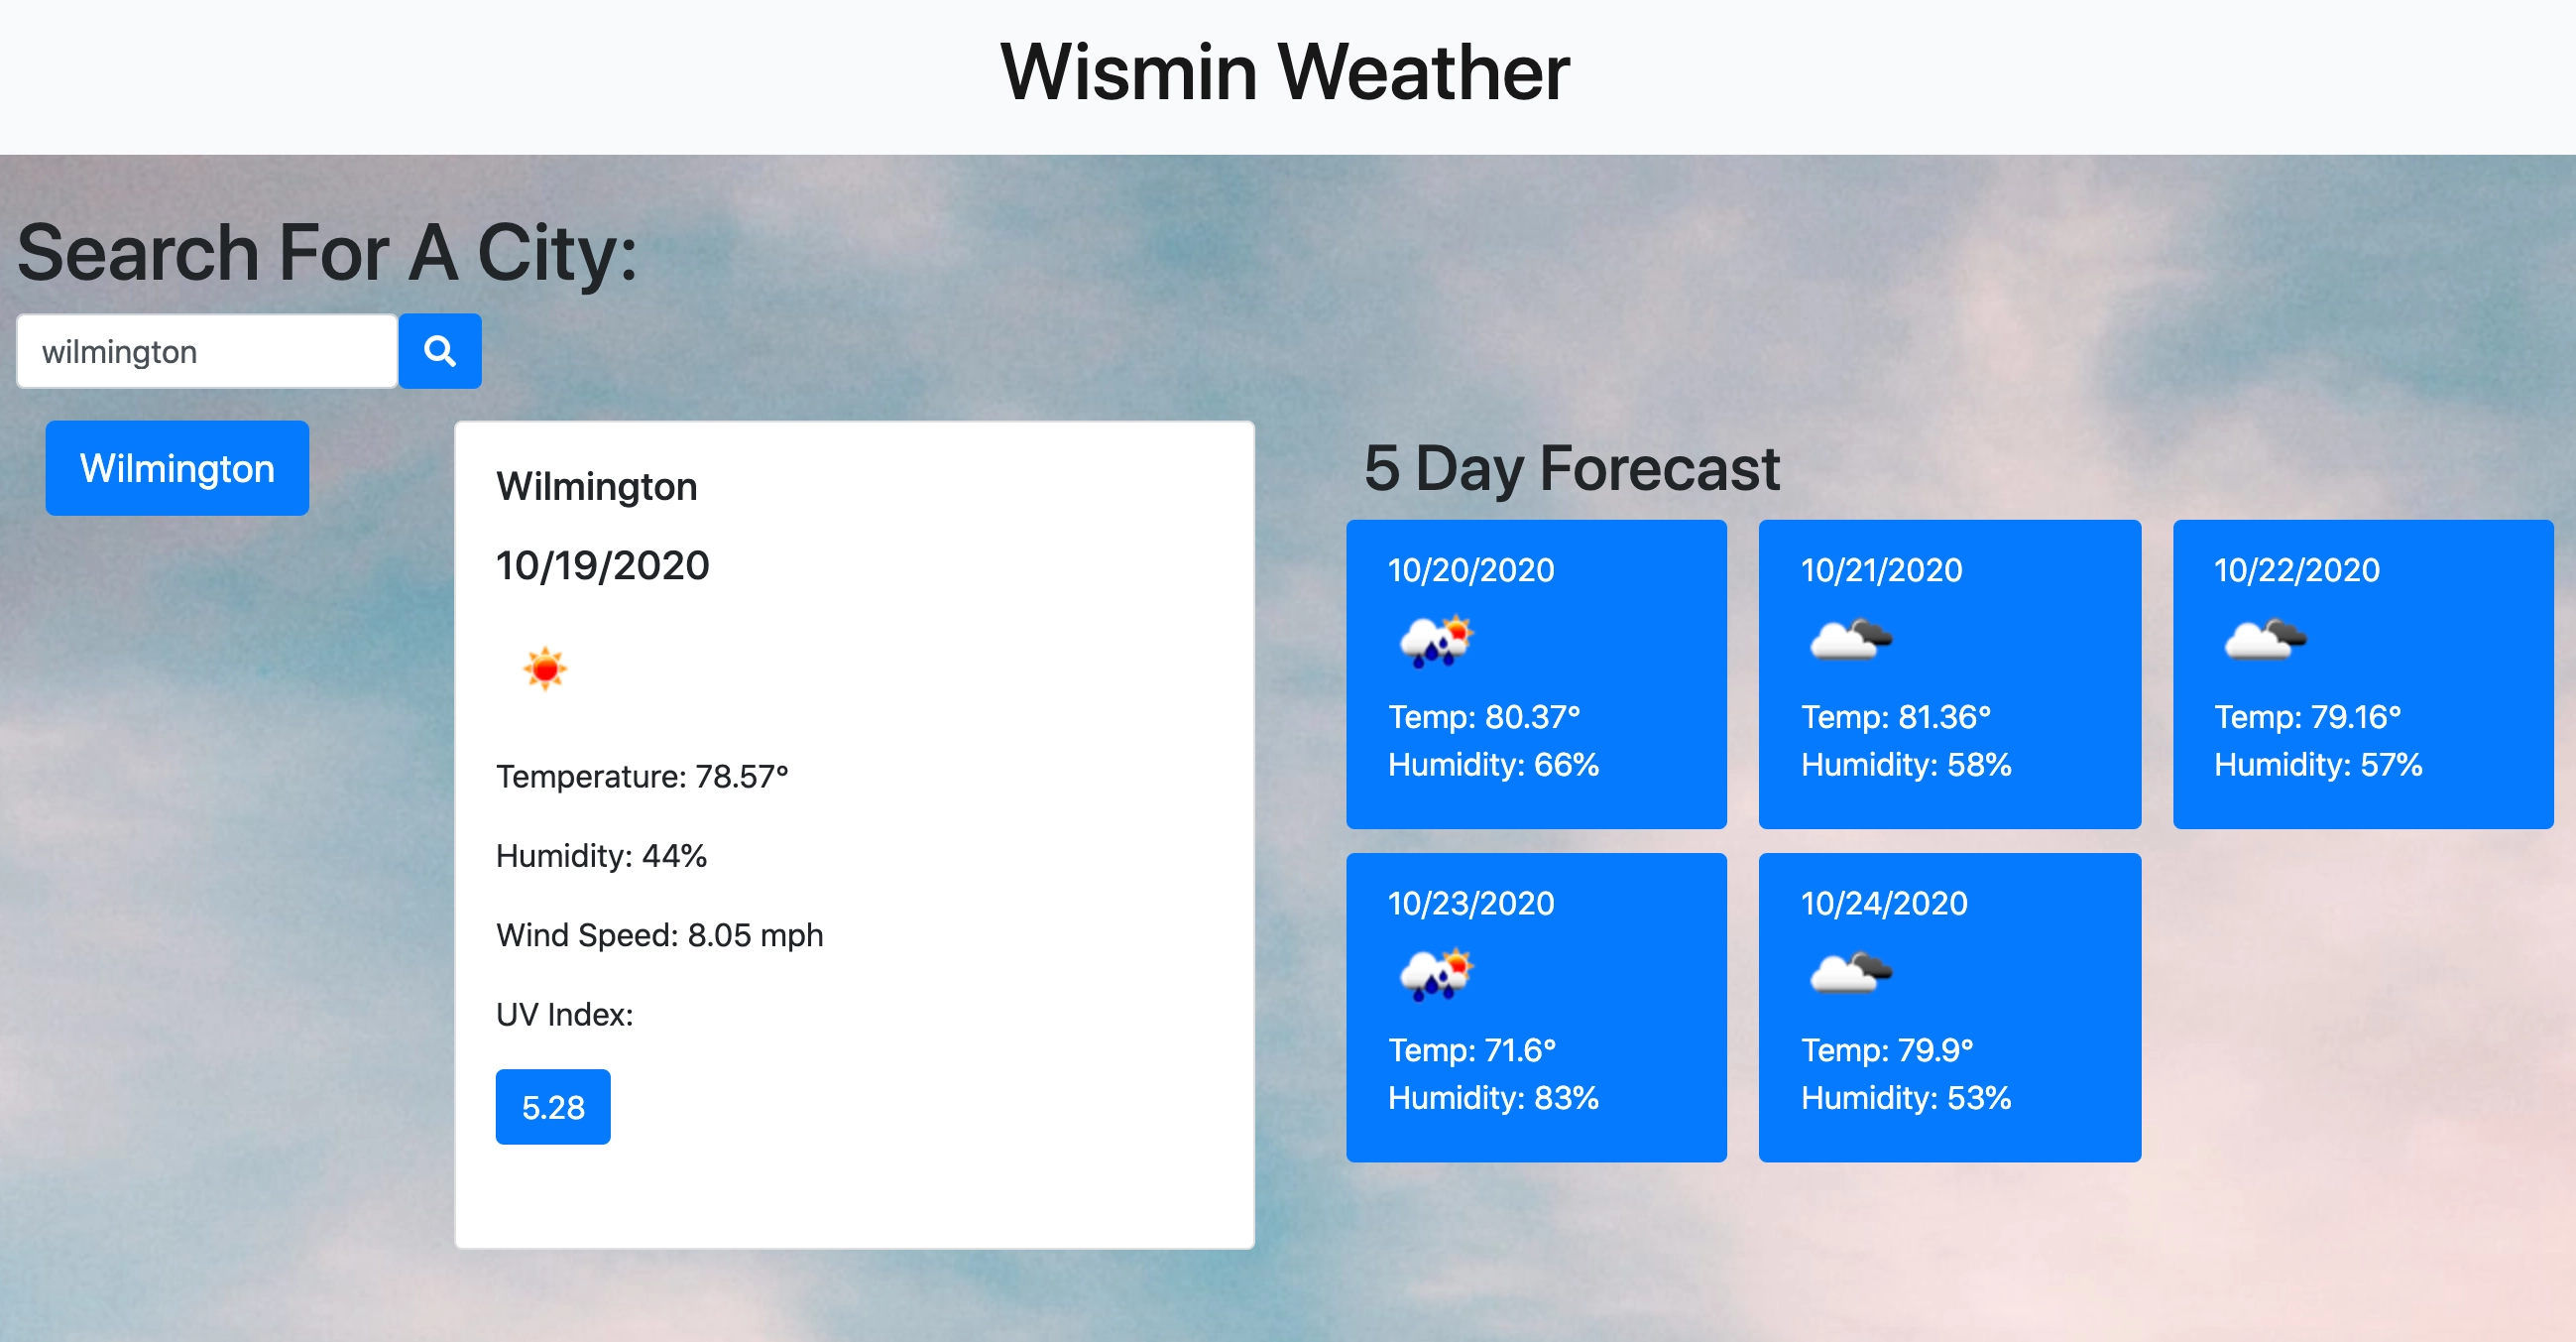 Wismin Weather
Search For A City:
wilmington
Wilmington
Wilmington
10/19/2020
Temperature: 78.57°
Humidity: 44%
Wind Speed: 8.05 mph
UV Index:
5.28
5 Day Forecast
10/20/2020
Temp: 80.37°
Humidity: 66%
10/21/2020
Temp: 81.36°
Humidity: 58%
10/22/2020
Temp: 79.16°
Humidity: 57%
10/23/2020
Temp: 71.6°
Humidity: 83%
10/24/2020
Temp: 79.9°
Humidity: 53%